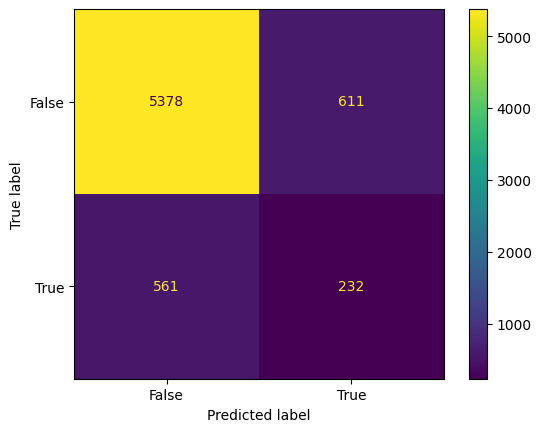 5000
False 5378 611
4000
True label
3000
2000
True 561 232
1000
False True
Predicted label